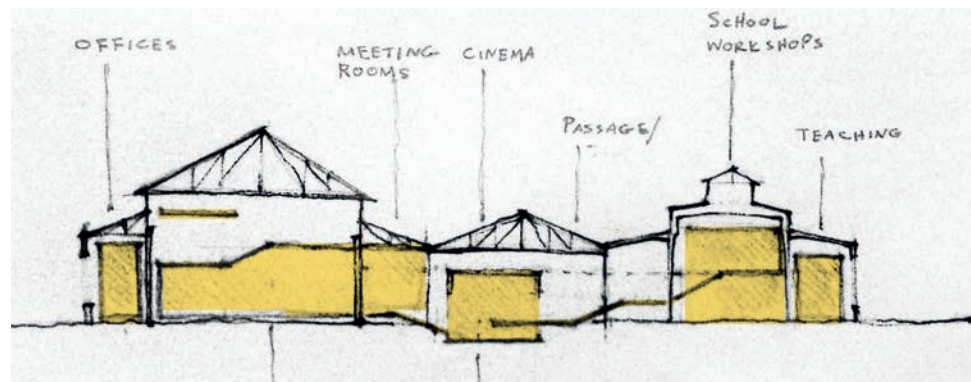 OFFICES
MEETING
ROOMS
CINEMA
PASSAGE/
SCHOOL
WORKSHOPS
TEACHING